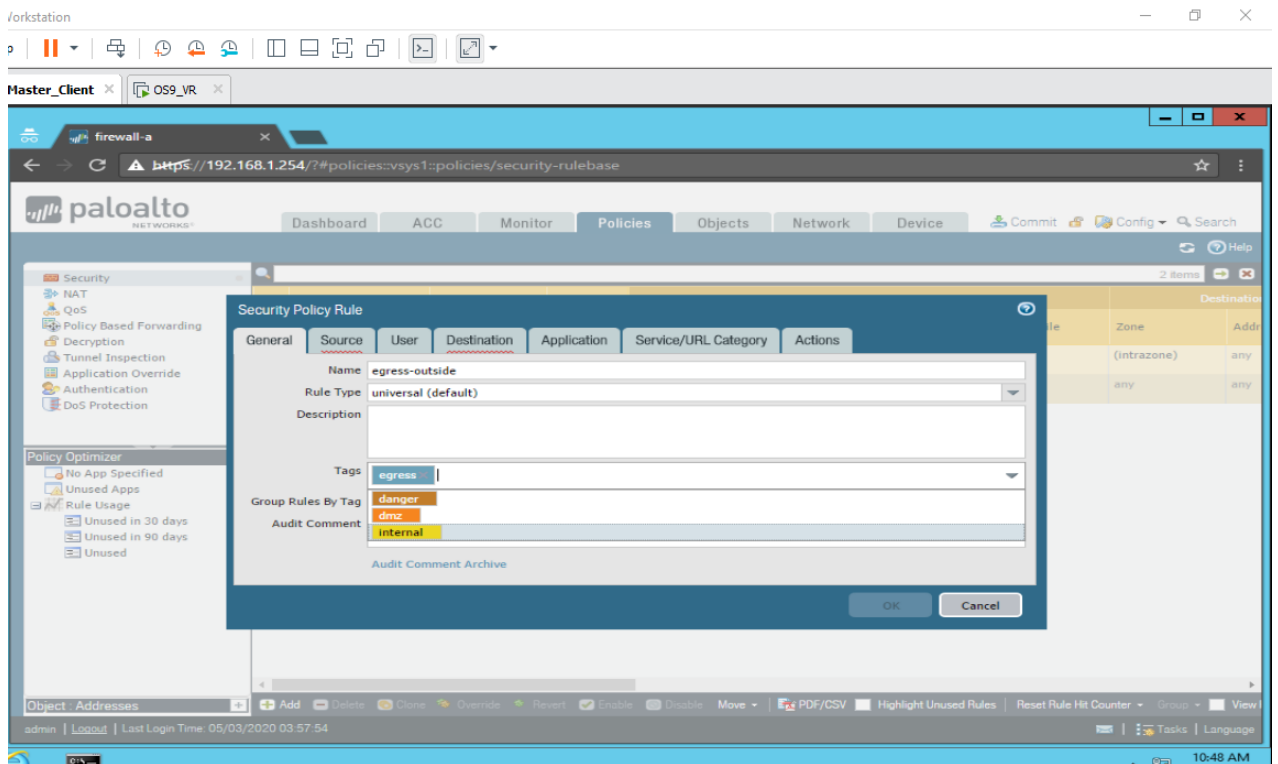 Workstation
Master_Client
OS9_VR
firewall-a
https://192.168.1.254/?#policies::vsys1::policies/security-rulebase
paloalto
NETWORKS®
Dashboard ACC Monitor Policies Objects Network Device Commit Config Search
Help
Security
2 items
NAT
QoS
Policy Based Forwarding
Decryption
Tunnel Inspection
Application Override
Authentication
DoS Protection
Destination
Zone Addr
(intrazone) any
any any
Security Policy Rule
General Source User Destination Application Service/URL Category Actions
Name egress-outside
Rule Type universal (default)
Description
Tags egress
Group Rules By Tag danger
dmz
Audit Comment internal
Audit Comment Archive
OK Cancel
Policy Optimizer
No App Specified
Unused Apps
Rule Usage
Unused in 30 days
Unused in 90 days
Unused
Object : Addresses
Add Delete Clone Override Revert Enable Disable Move PDF/CSV Highlight Unused Rules Reset Rule Hit Counter Group View
admin | Logout | Last Login Time: 05/03/2020 03:57:54
Tasks | Language
10:48 AM